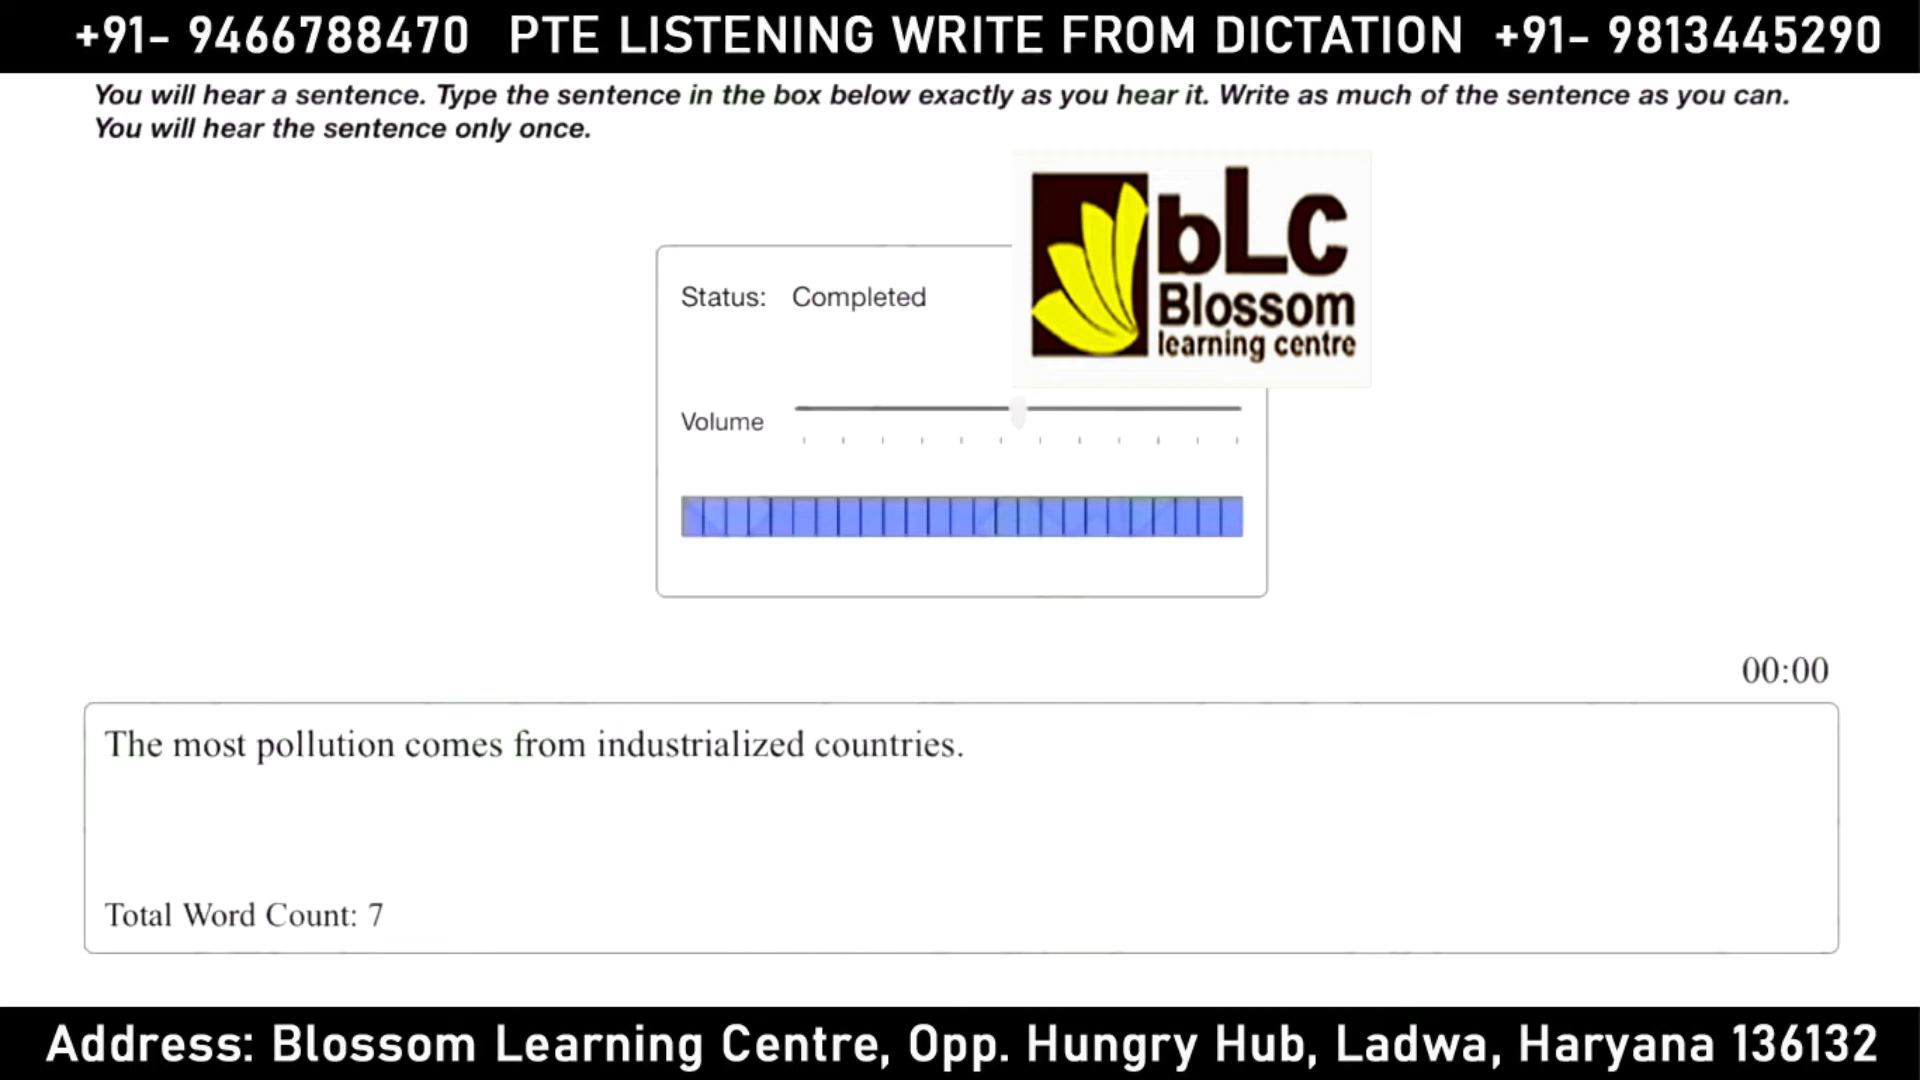 +91- 9466788470 PTE LISTENING WRITE FROM DICTATION +91- 9813445290
You will hear a sentence. Type the sentence in the box below exactly as you hear it. Write as much of the sentence as you can.
You will hear the sentence only once.
bLC
Blossom
learning centre
Status: Completed
Volume
00:00
The most pollution comes from industrialized countries.
Total Word Count: 7
Address: Blossom Learning Centre, Opp. Hungry Hub, Ladwa, Haryana 136132